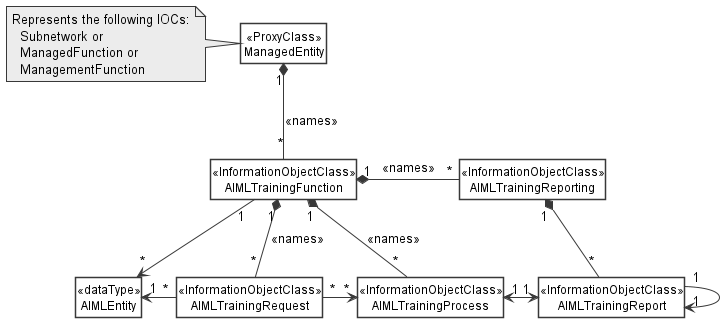 Represents the following IOCs:
Subnetwork or
ManagedFunction or
ManagementFunction
«ProxyClass»
ManagedEntity
1
«names»
*
«InformationObjectClass»
AIMLTrainingFunction
1 «names» *
«InformationObjectClass»
AIMLTrainingReporting
1 1 1 1
«names» «names»
* * * *
«dataType»
AIMLEntity
1 *
«InformationObjectClass»
AIMLTrainingRequest
* *
«InformationObjectClass»
AIMLTrainingProcess
1 1
«InformationObjectClass»
AIMLTrainingReport
1
1